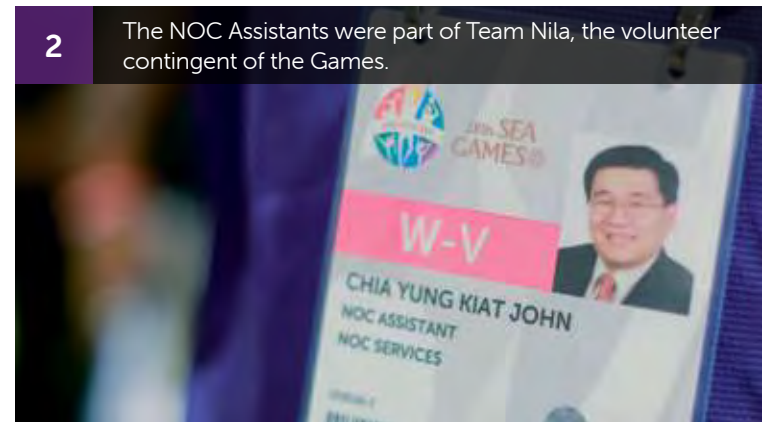 2
The NOC Assistants were part of Team Nila, the volunteer
contingent of the Games.
SEA
GAMES
W-V
CHIA YUNG KIAT JOHN
NOC ASSISTANT
NOC SERVICES